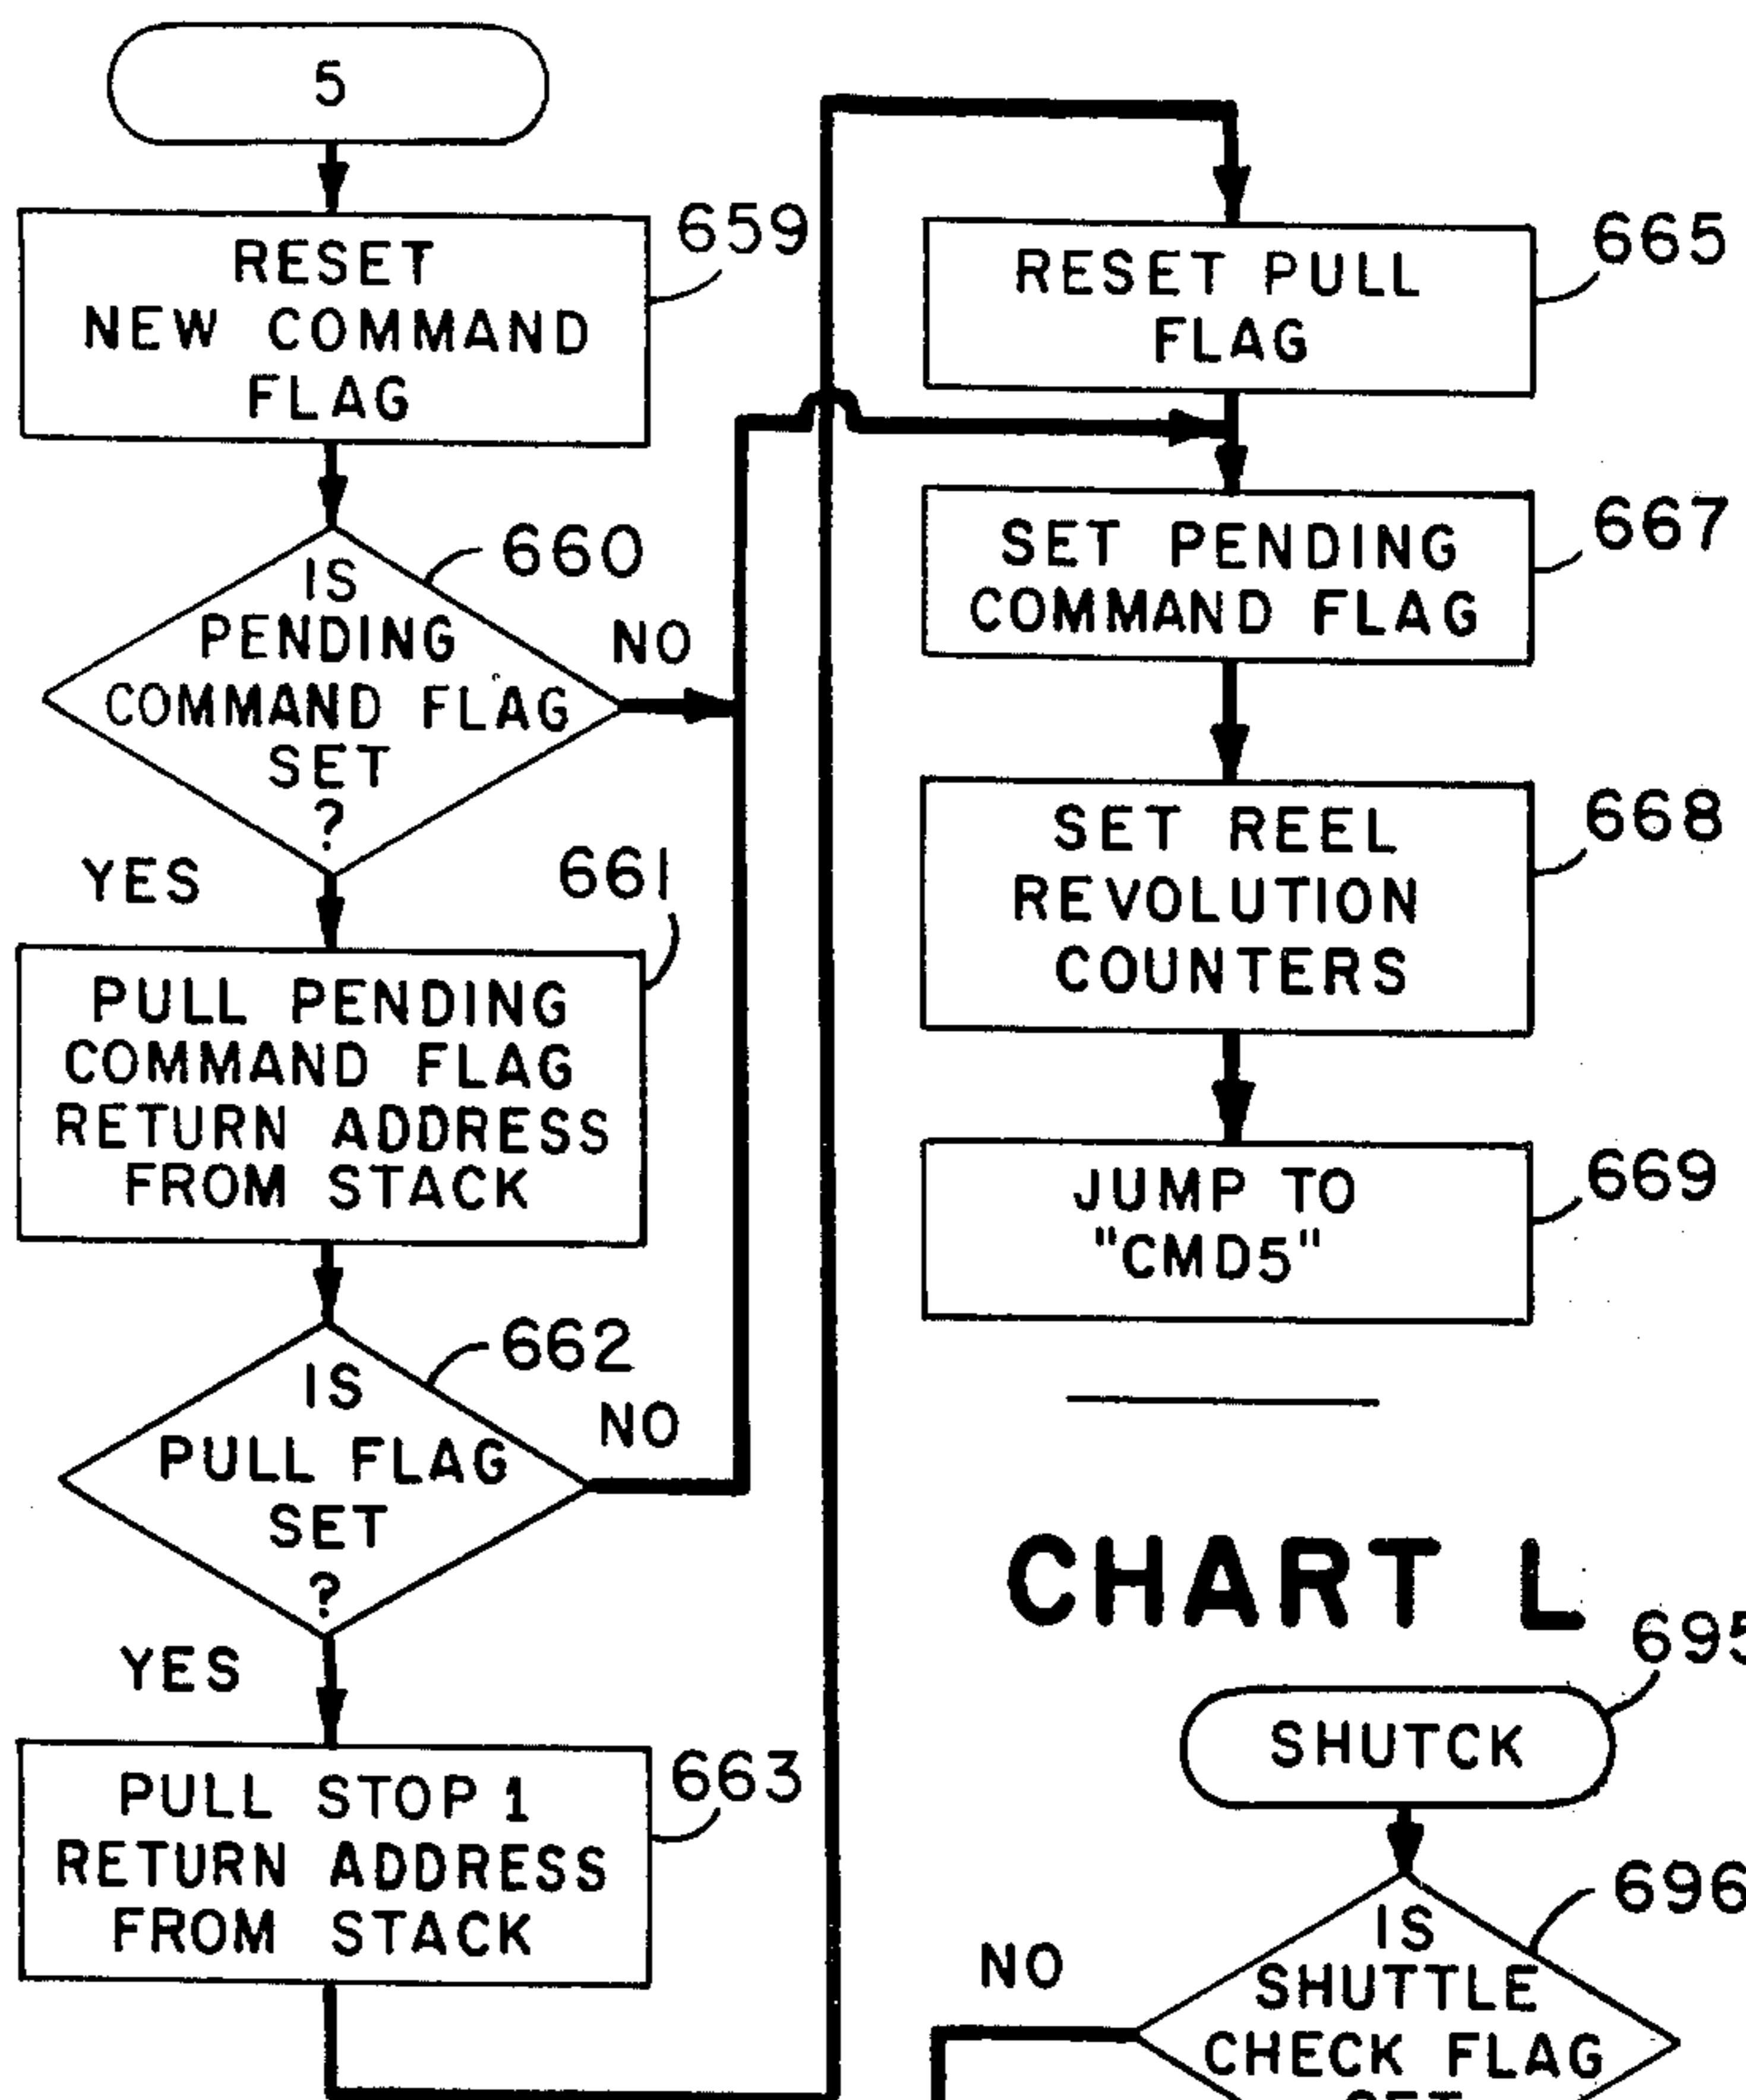 5
659
RESET
NEW COMMAND
FLAG
660
IS
PENDING
COMMAND FLAG
SET
?
NO
YES
661
PULL PENDING
COMMAND FLAG
RETURN ADDRESS
FROM STACK
662
IS
PULL FLAG
SET
?
NO
YES
663
PULL STOP 1
RETURN ADDRESS
FROM STACK
665
RESET PULL
FLAG
667
SET PENDING
COMMAND FLAG
668
SET REEL
REVOLUTION
COUNTERS
669
JUMP TO
"CMD5"
CHART L
695
SHUTCK
696
IS
SHUTTLE
CHECK FLAG
NO